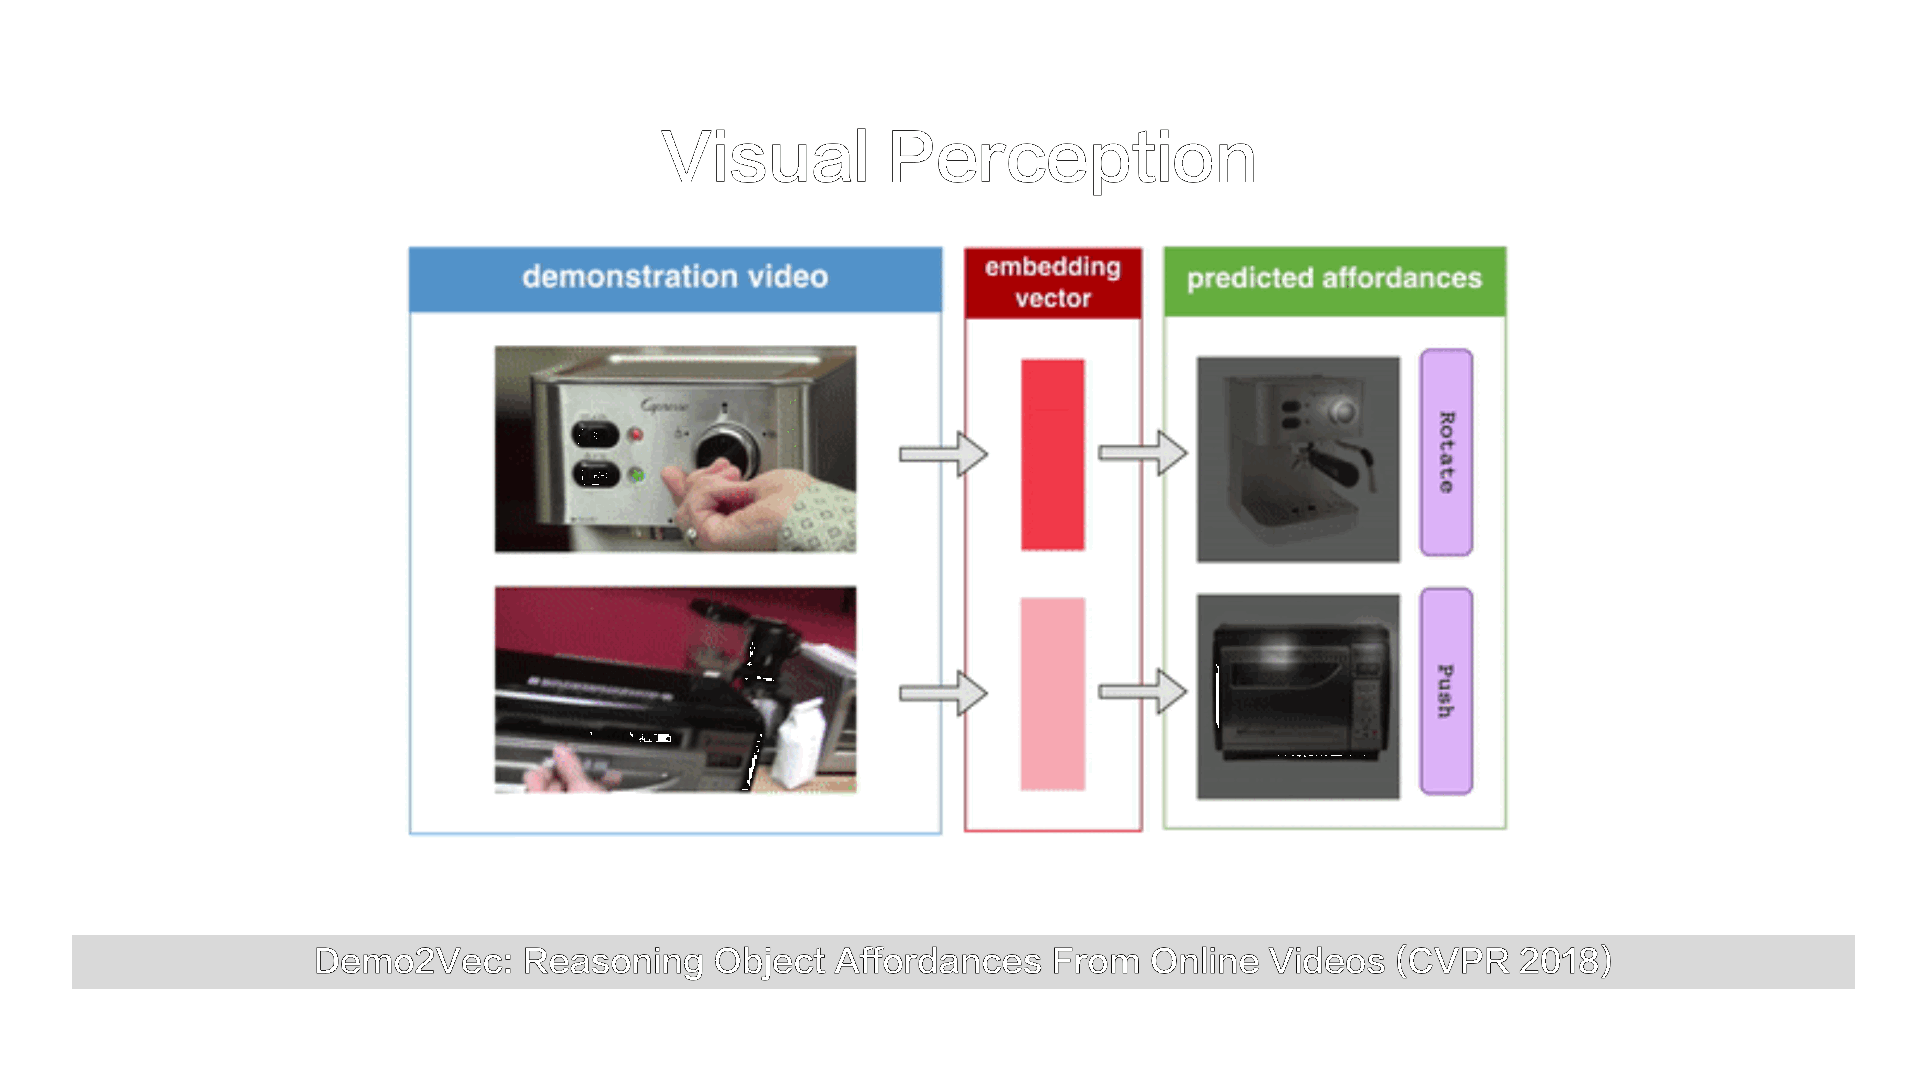 Visual Perception
demonstration video
embedding
vector
predicted affordances
Rotate
Push
Demo2Vec: Reasoning Object Affordances From Online Videos (CVPR 2018)